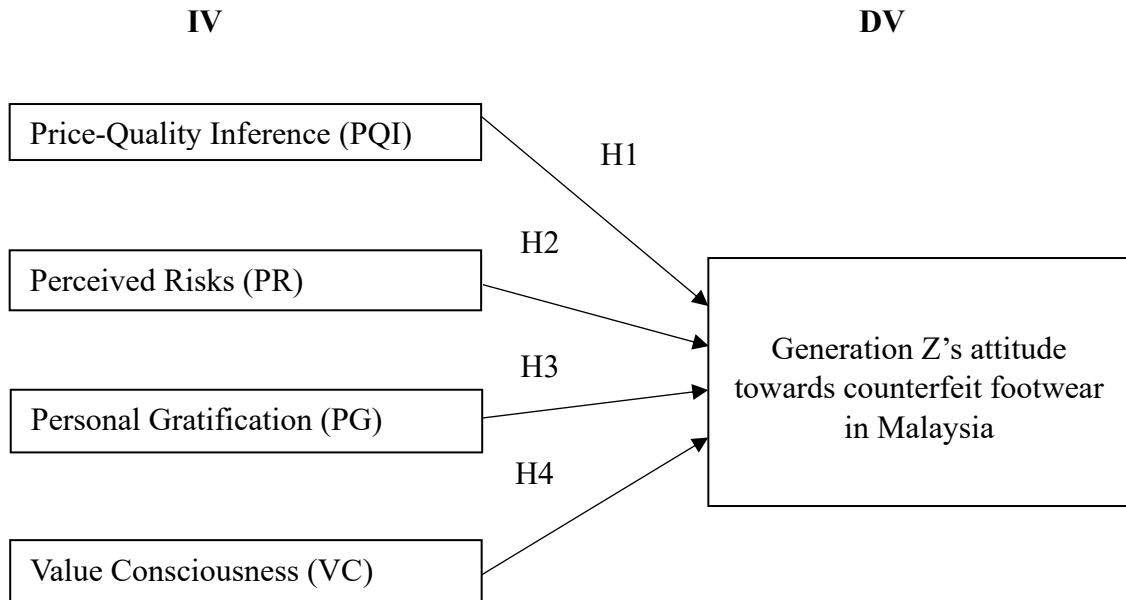 IV
DV
Price-Quality Inference (PQI)
H1
H2
Perceived Risks (PR)
Generation Z’s attitude
towards counterfeit footwear
in Malaysia
H3
Personal Gratification (PG)
H4
Value Consciousness (VC)